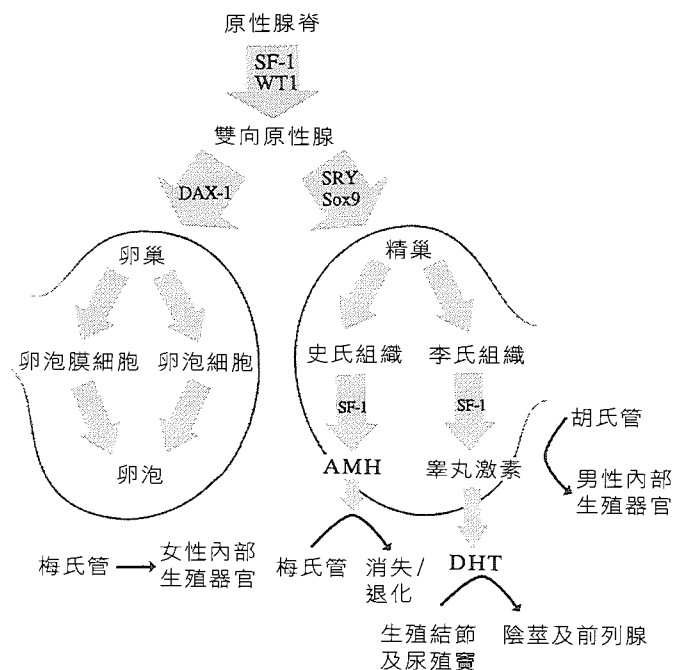 原性腺脊
SF-1
WT1
雙向原性腺
DAX-1
SRY
Sox9
卵巢
卵泡膜細胞
卵泡細胞
卵泡
精巢
史氏組織
李氏組織
SF-1
SF-1
AMH
睾丸激素
胡氏管
男性內部
生殖器官
梅氏管
女性內部
生殖器官
梅氏管
消失/
退化
DHT
生殖結節
及尿殖竇
陰莖及前列腺